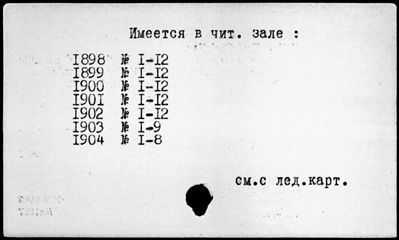 Имеется в чит. зале :
1898 № I-I2
1899 № I-I2
1900 № I-I2
1901 № I-I2
1902 № I-I2
1903 № I-9
1904 № I-8
см.с лед.карт.